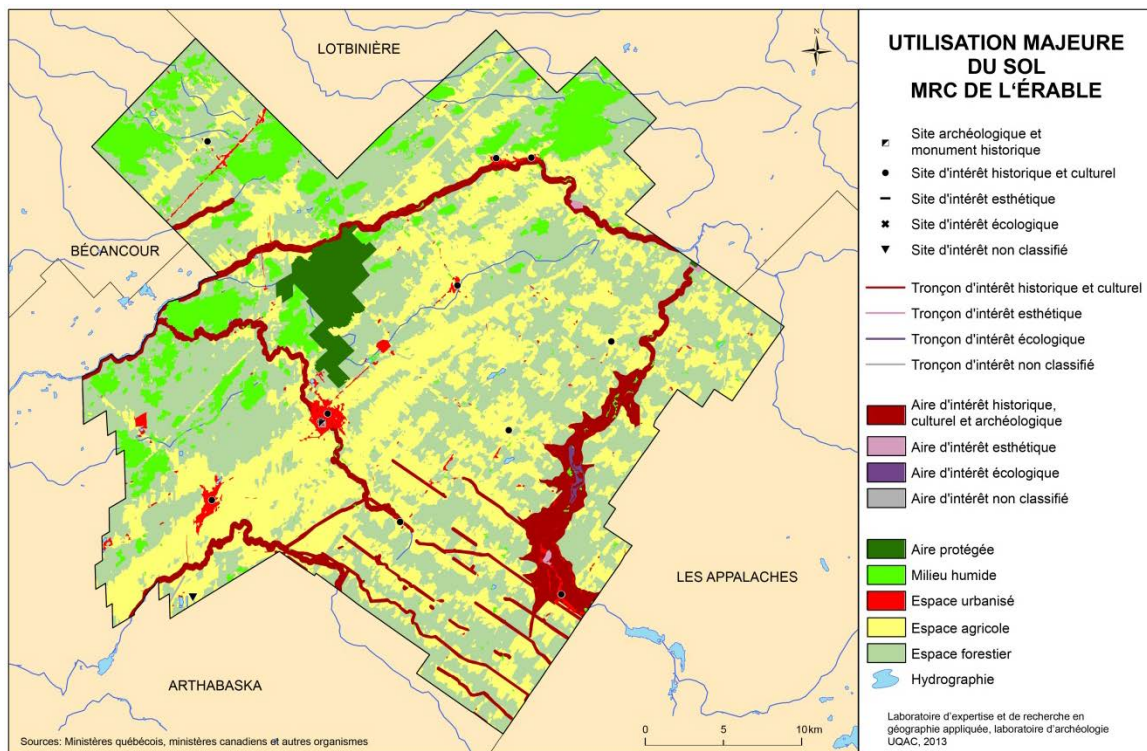 LOTBINIÈRE
BÉCANCOUR
LES APPALACHES
ARTHABASKA
N
0 5 10km
Sources: Ministères québécois, ministères canadiens et autres organismes
UTILISATION MAJEURE
DU SOL
MRC DE L'ÉRABLE
Site archéologique et
monument historique
Site d'intérêt historique et culturel
Site d'intérêt esthétique
Site d'intérêt écologique
Site d'intérêt non classifié
Tronçon d'intérêt historique et culturel
Tronçon d'intérêt esthétique
Tronçon d'intérêt écologique
Tronçon d'intérêt non classifié
Aire d'intérêt historique,
culturel et archéologique
Aire d'intérêt esthétique
Aire d'intérêt écologique
Aire d'intérêt non classifié
Aire protégée
Milieu humide
Espace urbanisé
Espace agricole
Espace forestier
Hydrographie
Laboratoire d'expertise et de recherche en
géographie appliquée, laboratoire d'archéologie
UQAC, 2013